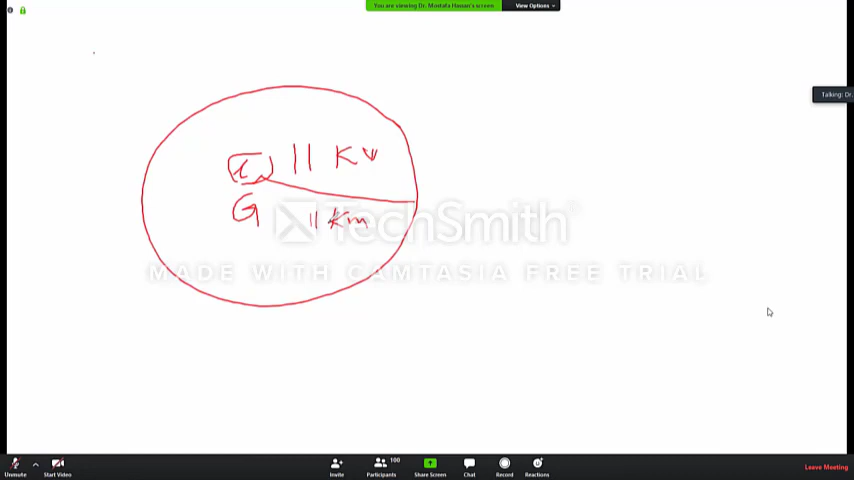 You are viewing Dr. Mostafa Hassan's screen
View Options
Talking: Dr.
11 KV
G
11 Km
TechSmith
MADE WITH CAMTASIA FREE TRIAL
Unmute
Start Video
Invite
100
Participants
Share Screen
Chat
Record
Reactions
Leave Meeting